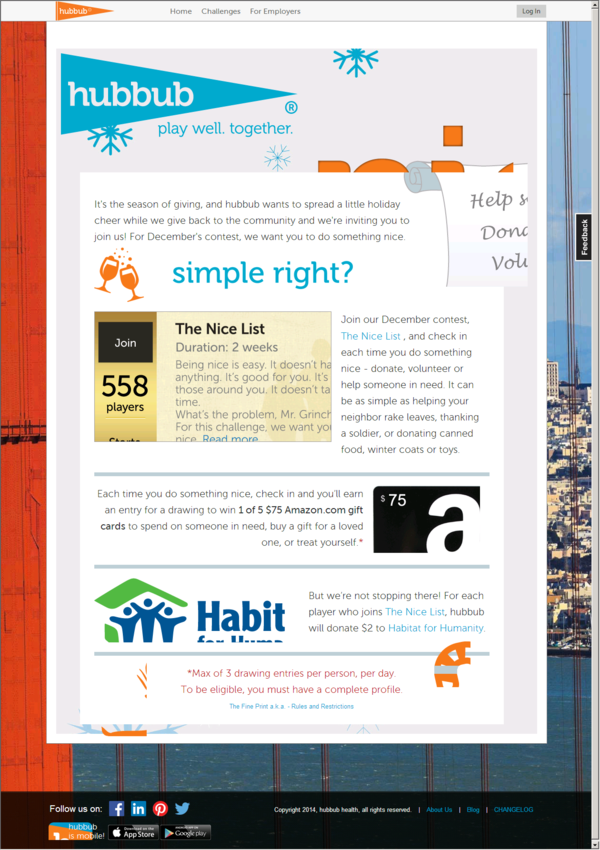 hubbub
Home Challenges For Employers
Log In
hubbub®
play well. together.
Help
Vol
It's the season of giving, and hubbub wants to spread a little holiday
cheer while we give back to the community and we're inviting you to
join us! For December's contest, we want you to do something nice.
Feedback
simple right?
Join
558
players
Starts
The Nice List
Duration: 2 weeks
Being nice is easy. It doesn't ha
anything. It's good for you. It's
those around you. It doesn't ta
time.
What's the problem, Mr. Grinch
For this challenge, we want you
nice. Read more
Join our December contest,
The Nice List , and check in
each time you do something
nice - donate, volunteer or
help someone in need. It can
be as simple as helping your
neighbor rake leaves, thanking
a soldier, or donating canned
food, winter coats or toys.
Each time you do something nice, check in and you'll earn
an entry for a drawing to win 1 of 5 $75 Amazon.com gift
cards to spend on someone in need, buy a gift for a loved
one, or treat yourself.*
$75
a
Habit
for Huma
But we're not stopping there! For each
player who joins The Nice List, hubbub
will donate $2 to Habitat for Humanity.
*Max of 3 drawing entries per person, per day.
To be eligible, you must have a complete profile.
The Fine Print a.k.a. - Rules and Restrictions
Follow us on:
Copyright 2014, hubbub health, all rights reserved. | About Us | Blog | CHANGELOG
hubbub
is mobile!
App Store
Google play